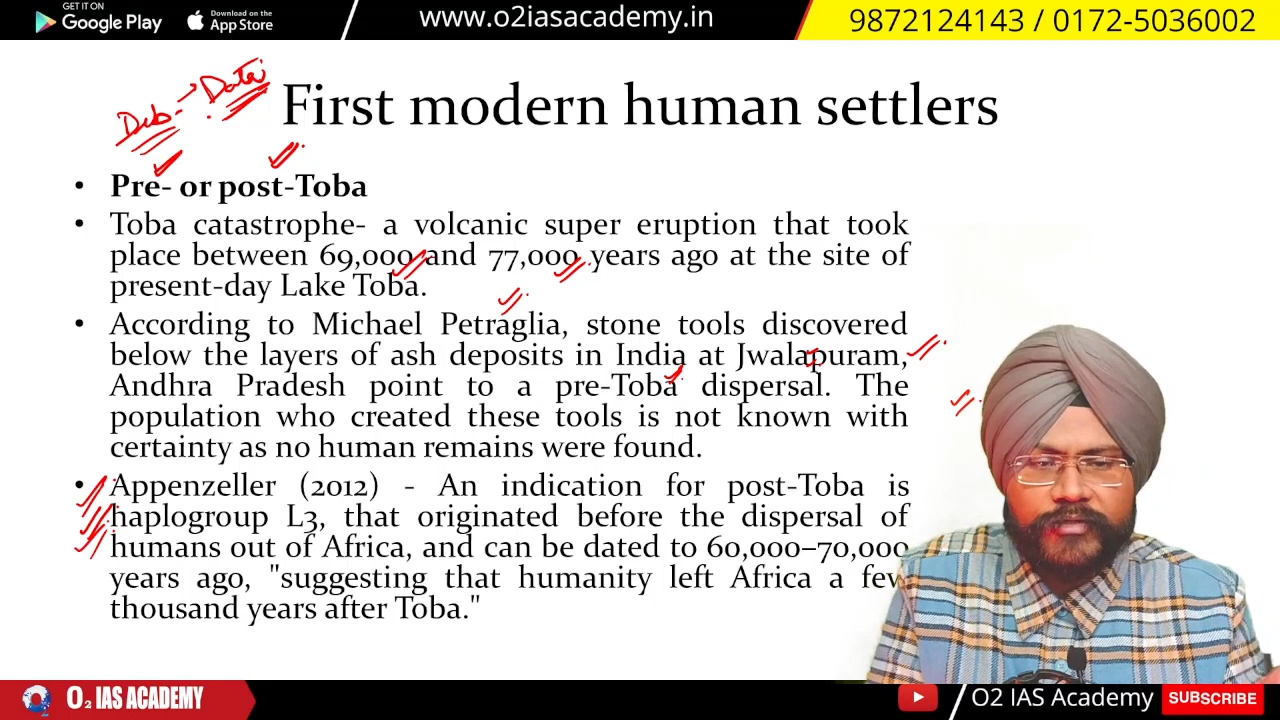 GET IT ON
Google Play
Download on the
App Store
www.o2iasacademy.in
9872124143 / 0172-5036002
First modern human settlers
• Pre- or post-Toba
• Toba catastrophe- a volcanic super eruption that took
place between 69,000 and 77,000 years ago at the site of
present-day Lake Toba.
• According to Michael Petraglia, stone tools discovered
below the layers of ash deposits in India at Jwalapuram,
Andhra Pradesh point to a pre-Toba dispersal. The
population who created these tools is not known with
certainty as no human remains were found.
• Appenzeller (2012) - An indication for post-Toba is
haplogroup L3, that originated before the dispersal of
humans out of Africa, and can be dated to 60,000–70,000
years ago, "suggesting that humanity left Africa a few
thousand years after Toba."
O₂ IAS ACADEMY
O2 IAS Academy
SUBSCRIBE